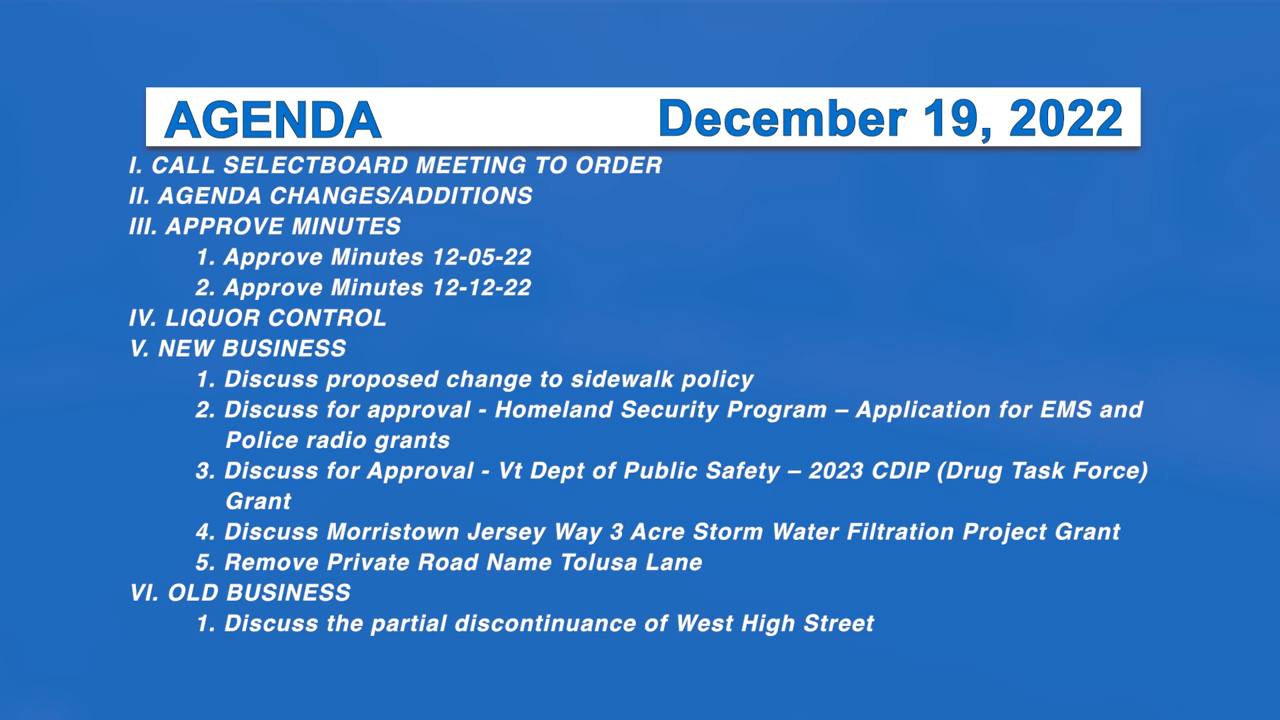 AGENDA December 19, 2022
I. CALL SELECTBOARD MEETING TO ORDER
II. AGENDA CHANGES/ADDITIONS
III. APPROVE MINUTES
1. Approve Minutes 12-05-22
2. Approve Minutes 12-12-22
IV. LIQUOR CONTROL
V. NEW BUSINESS
1. Discuss proposed change to sidewalk policy
2. Discuss for approval - Homeland Security Program – Application for EMS and
Police radio grants
3. Discuss for Approval - Vt Dept of Public Safety – 2023 CDIP (Drug Task Force)
Grant
4. Discuss Morristown Jersey Way 3 Acre Storm Water Filtration Project Grant
5. Remove Private Road Name Tolusa Lane
VI. OLD BUSINESS
1. Discuss the partial discontinuance of West High Street